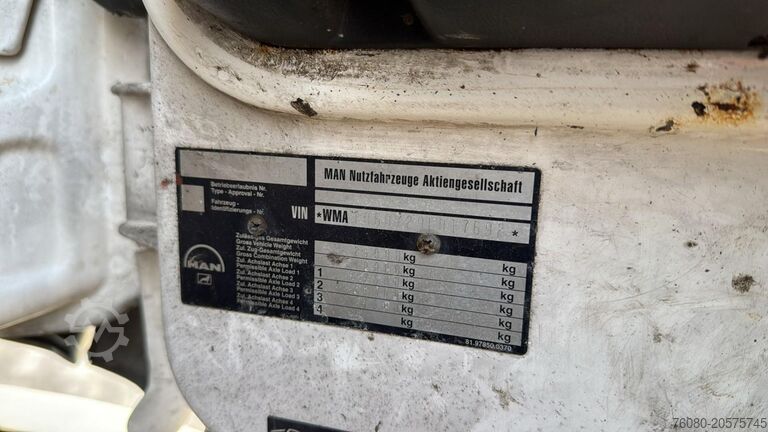 MAN Nutzfahrzeuge Aktiengesellschaft
Betriebserlaubnis Nr.
Type - Approval - Nr.
Fahrzeug -
Identifizierungs - Nr.
VIN
*WMA
*
Zulässiges Gesamtgewicht
Gross Vehicle Weight
Zul. Zug-Gesamtgewicht
Gross Combination Weight
Zul. Achslast Achse 1
Permissible Axle Load 1
Zul. Achslast Achse 2
Permissible Axle Load 2
Zul. Achslast Achse 3
Permissible Axle Load 3
Zul. Achslast Achse 4
Permissible Axle Load 4
kg kg
1 kg kg
2 kg kg
3 kg kg
4 kg kg
MAN
81.97850.0370
76080-20575745